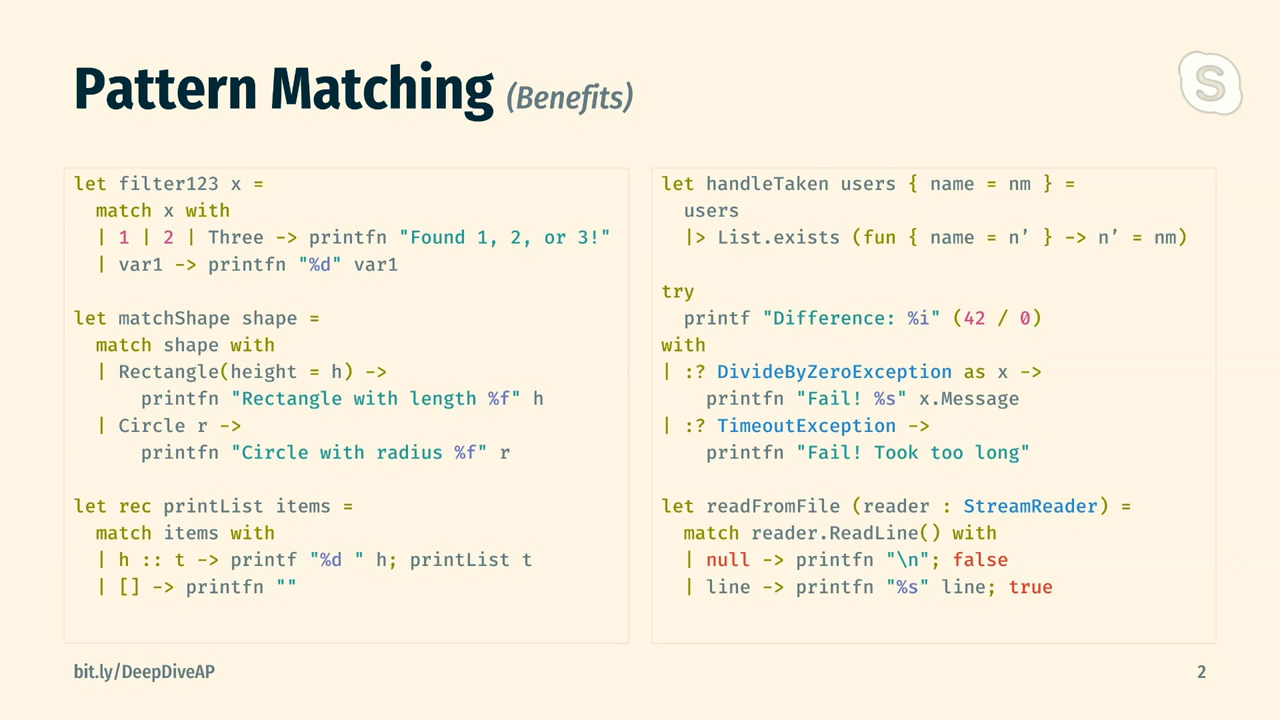 Pattern Matching (Benefits)
S
let filter123 x =
  match x with
  | 1 | 2 | Three -> printfn "Found 1, 2, or 3!"
  | var1 -> printfn "%d" var1
let matchShape shape =
  match shape with
  | Rectangle(height = h) ->
      printfn "Rectangle with length %f" h
  | Circle r ->
      printfn "Circle with radius %f" r
let rec printList items =
  match items with
  | h :: t -> printf "%d " h; printList t
  | [] -> printfn ""
let handleTaken users { name = nm } =
  users
  |> List.exists (fun { name = n’ } -> n’ = nm)
try
  printf "Difference: %i" (42 / 0)
with
| :? DivideByZeroException as x ->
    printfn "Fail! %s" x.Message
| :? TimeoutException ->
    printfn "Fail! Took too long"
let readFromFile (reader : StreamReader) =
  match reader.ReadLine() with
  | null -> printfn "\n"; false
  | line -> printfn "%s" line; true
bit.ly/DeepDiveAP
2